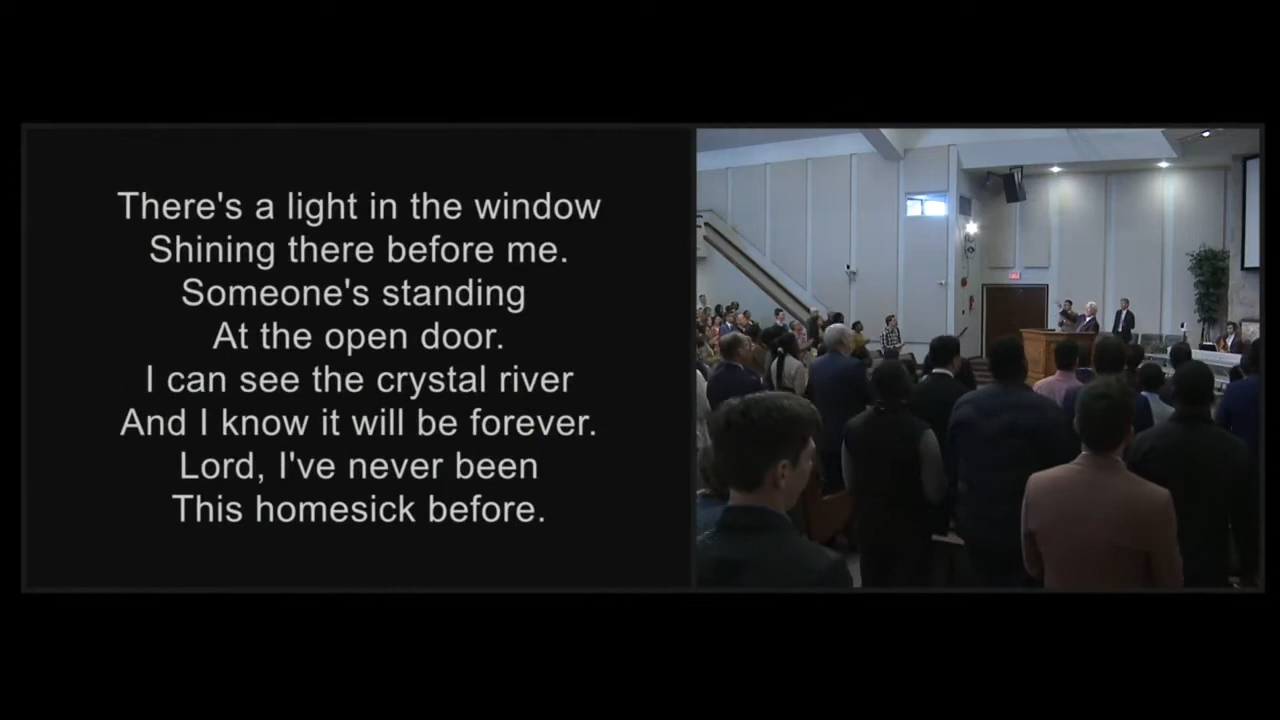 There's a light in the window
Shining there before me.
Someone's standing
At the open door.
I can see the crystal river
And I know it will be forever.
Lord, I've never been
This homesick before.